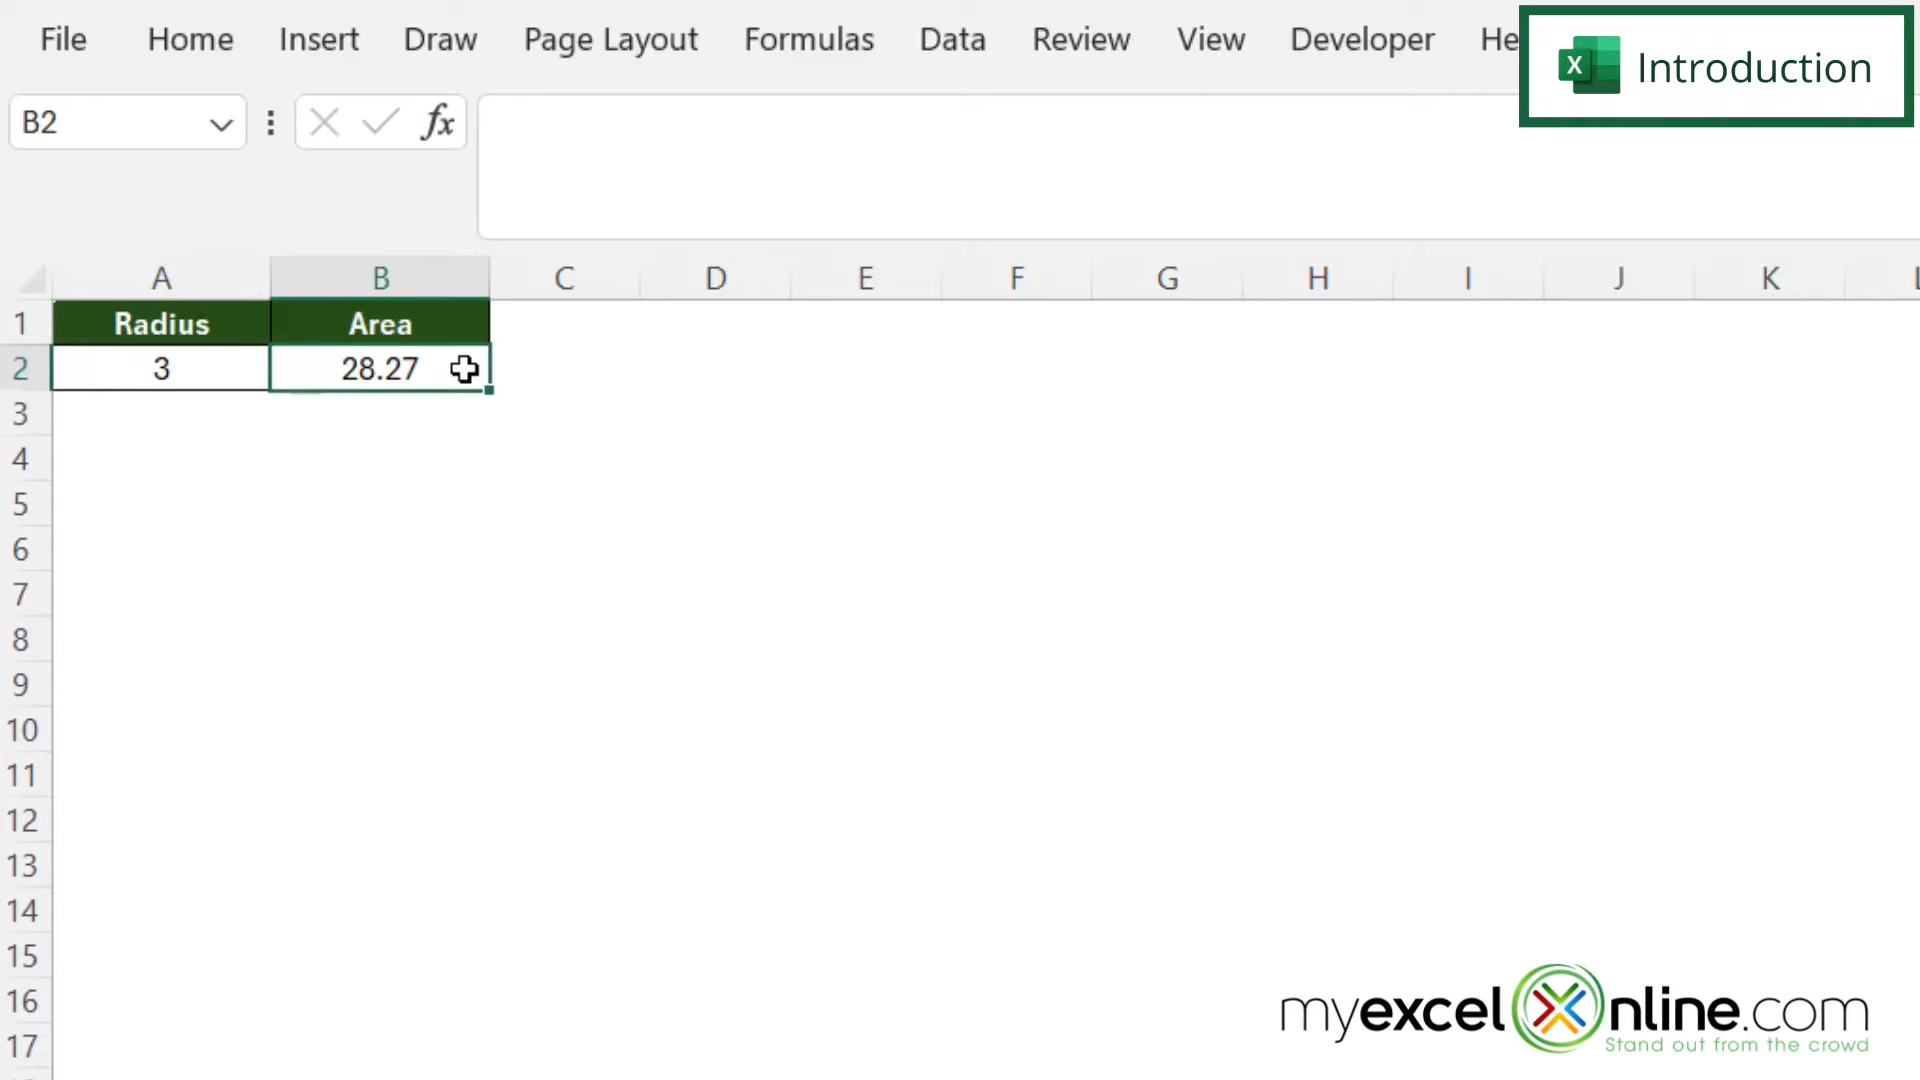 File Home Insert Draw Page Layout Formulas Data Review View Developer He
X Introduction
B2 fx
A B C D E F G H I J K L
1 Radius Area
2 3 28.27
3
4
5
6
7
8
9
10
11
12
13
14
15
16
17
myexcelonline.com
Stand out from the crowd